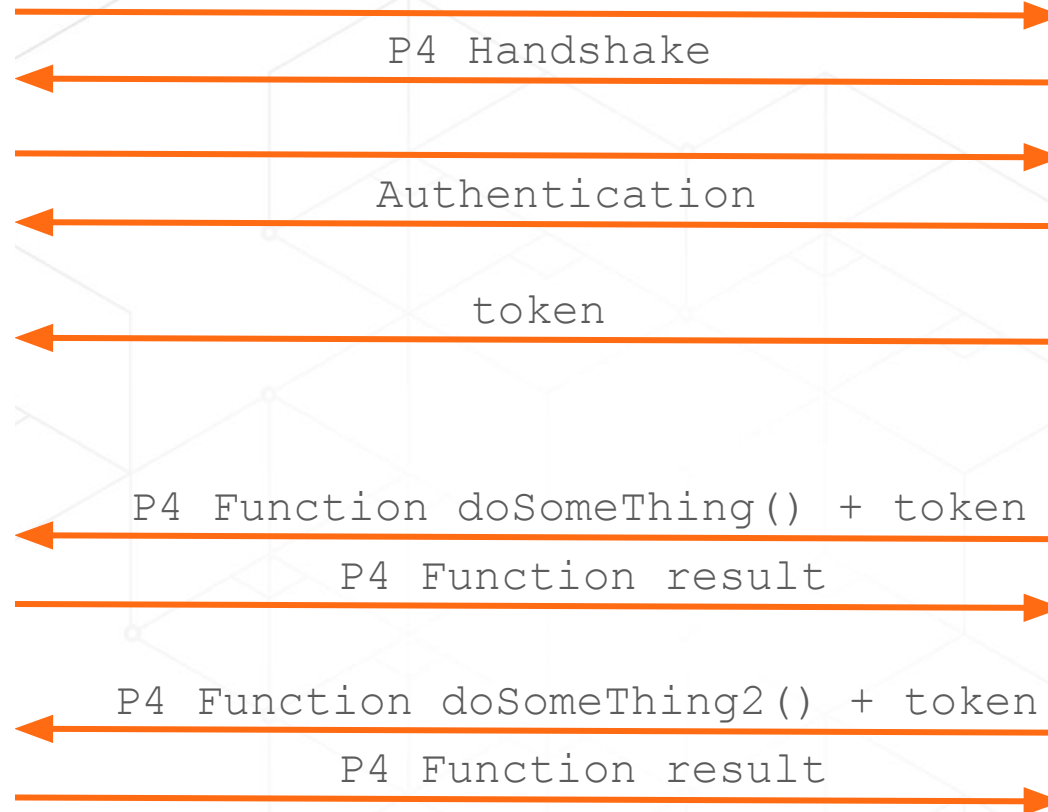 P4 Handshake
Authentication
token
P4 Function doSomeThing() + token
P4 Function result
P4 Function doSomeThing2() + token
P4 Function result